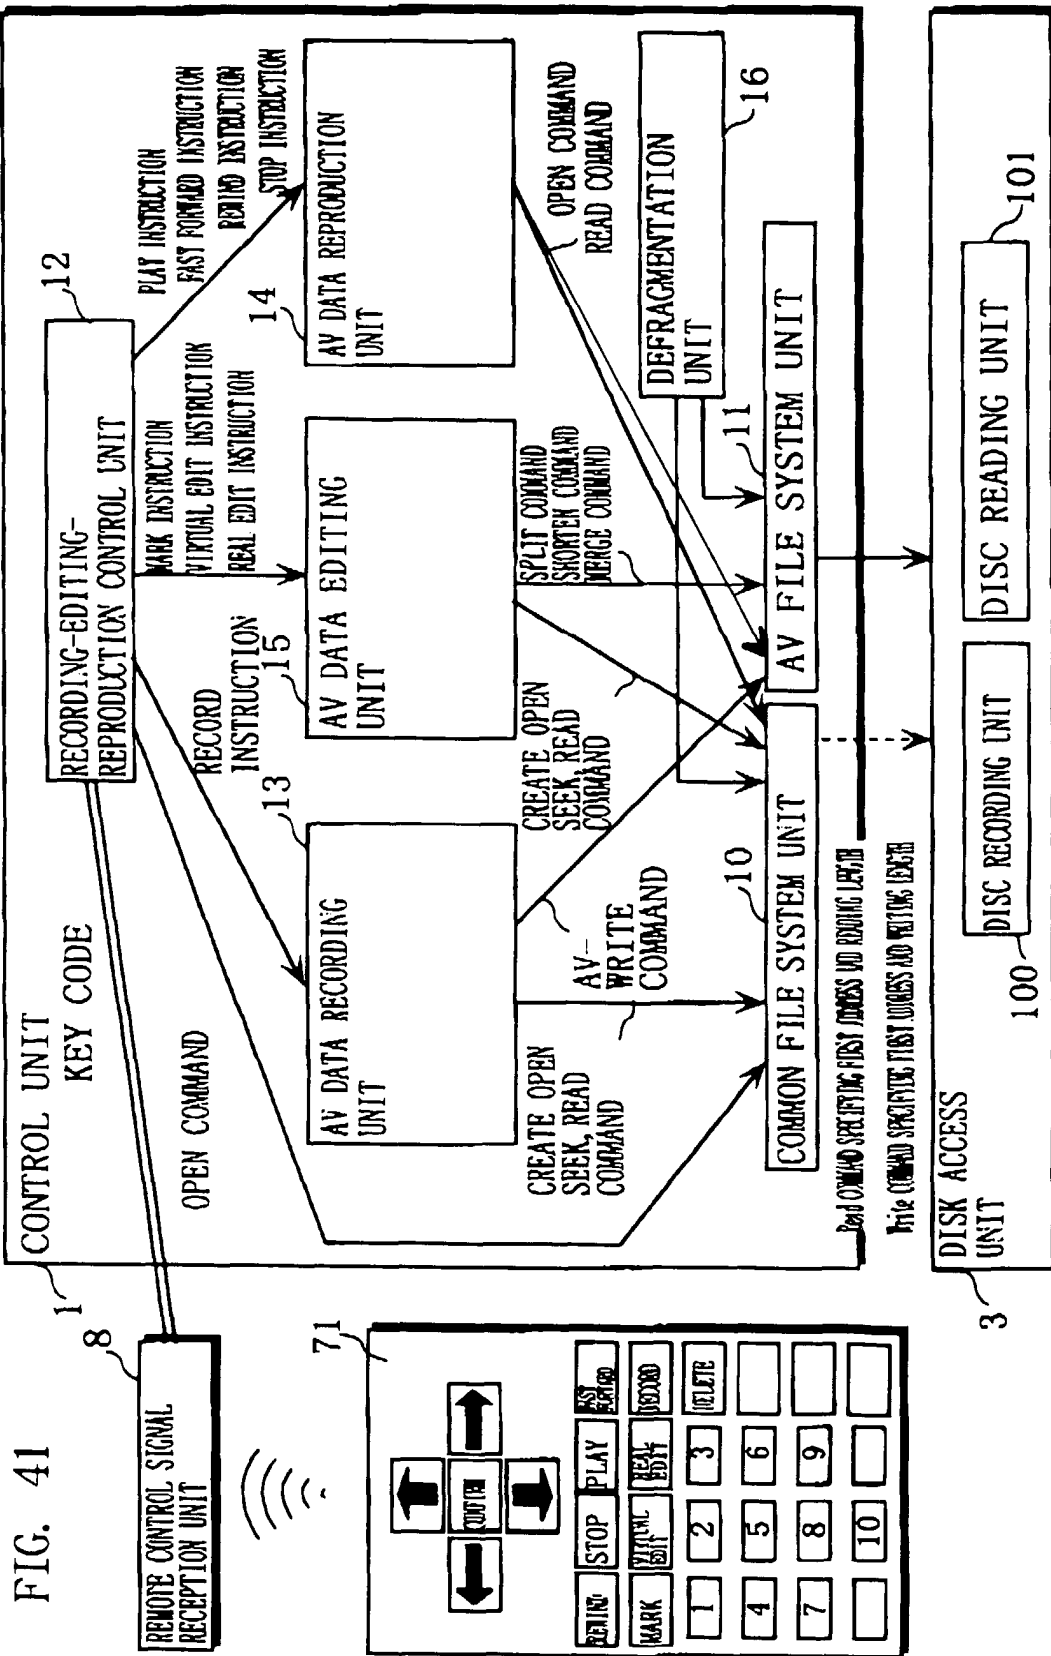 FIG. 41
8
REMOTE CONTROL SIGNAL
RECEPTION UNIT
71
REWIND
STOP
PLAY
FAST
FORWARD
MARK
VIRTUAL
EDIT
REAL
EDIT
RECORD
1
2
3
DELETE
4
5
6
7
8
9
10
1
CONTROL UNIT
KEY CODE
12
RECORDING-EDITING-
REPRODUCTION CONTROL UNIT
OPEN COMMAND
RECORD
INSTRUCTION
MARK INSTRUCTION
VIRTUAL EDIT INSTRUCTION
REAL EDIT INSTRUCTION
PLAY INSTRUCTION
FAST FORWARD INSTRUCTION
REWIND INSTRUCTION
STOP INSTRUCTION
13
AV DATA RECORDING
UNIT
15
AV DATA EDITING
UNIT
14
AV DATA REPRODUCTION
UNIT
CREATE OPEN
SEEK, READ
COMMAND
AV-
WRITE
COMMAND
CREATE OPEN
SEEK, READ
COMMAND
SPLIT COMMAND
SHORTEN COMMAND
MERGE COMMAND
OPEN COMMAND
READ COMMAND
DEFRAGMENTATION
UNIT
16
10
COMMON FILE SYSTEM UNIT
11
AV FILE SYSTEM UNIT
Read COMMAND SPECIFYING FIRST ADDRESS AND READING LENGTH
Write COMMAND SPECIFYING FIRST ADDRESS AND WRITING LENGTH
3
DISK ACCESS
UNIT
100
DISC RECORDING UNIT
101
DISC READING UNIT